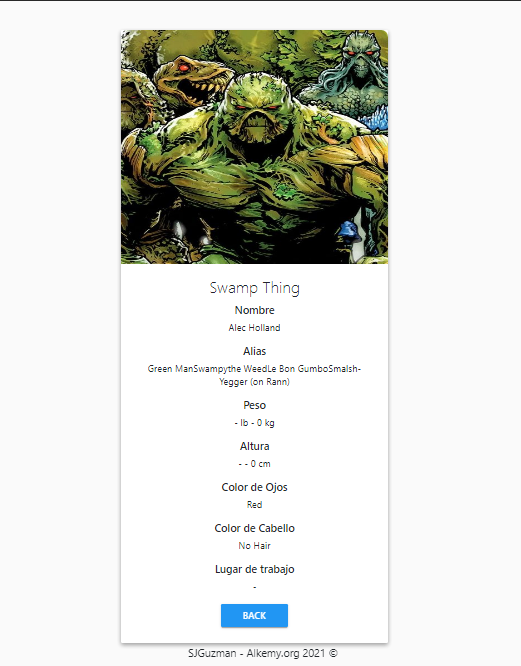 Swamp Thing
Nombre
Alec Holland
Alias
Green ManSwampythe WeedLe Bon GumboSmalsh-
Yegger (on Rann)
Peso
- lb - 0 kg
Altura
- - 0 cm
Color de Ojos
Red
Color de Cabello
No Hair
Lugar de trabajo
-
BACK
SJGuzman - Alkemy.org 2021 ©